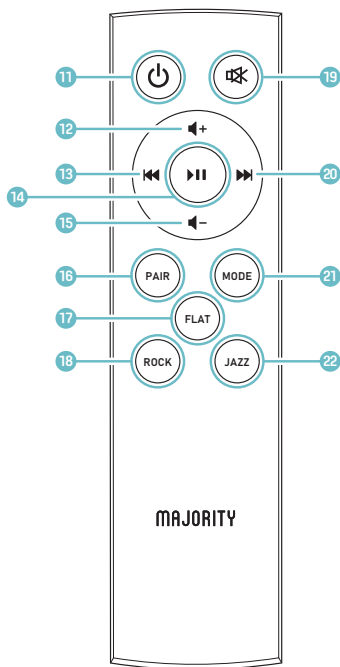 11 19
12 +
13 20
14
15 -
16 PAIR MODE 21
17 FLAT
18 ROCK JAZZ 22
MAJORITY